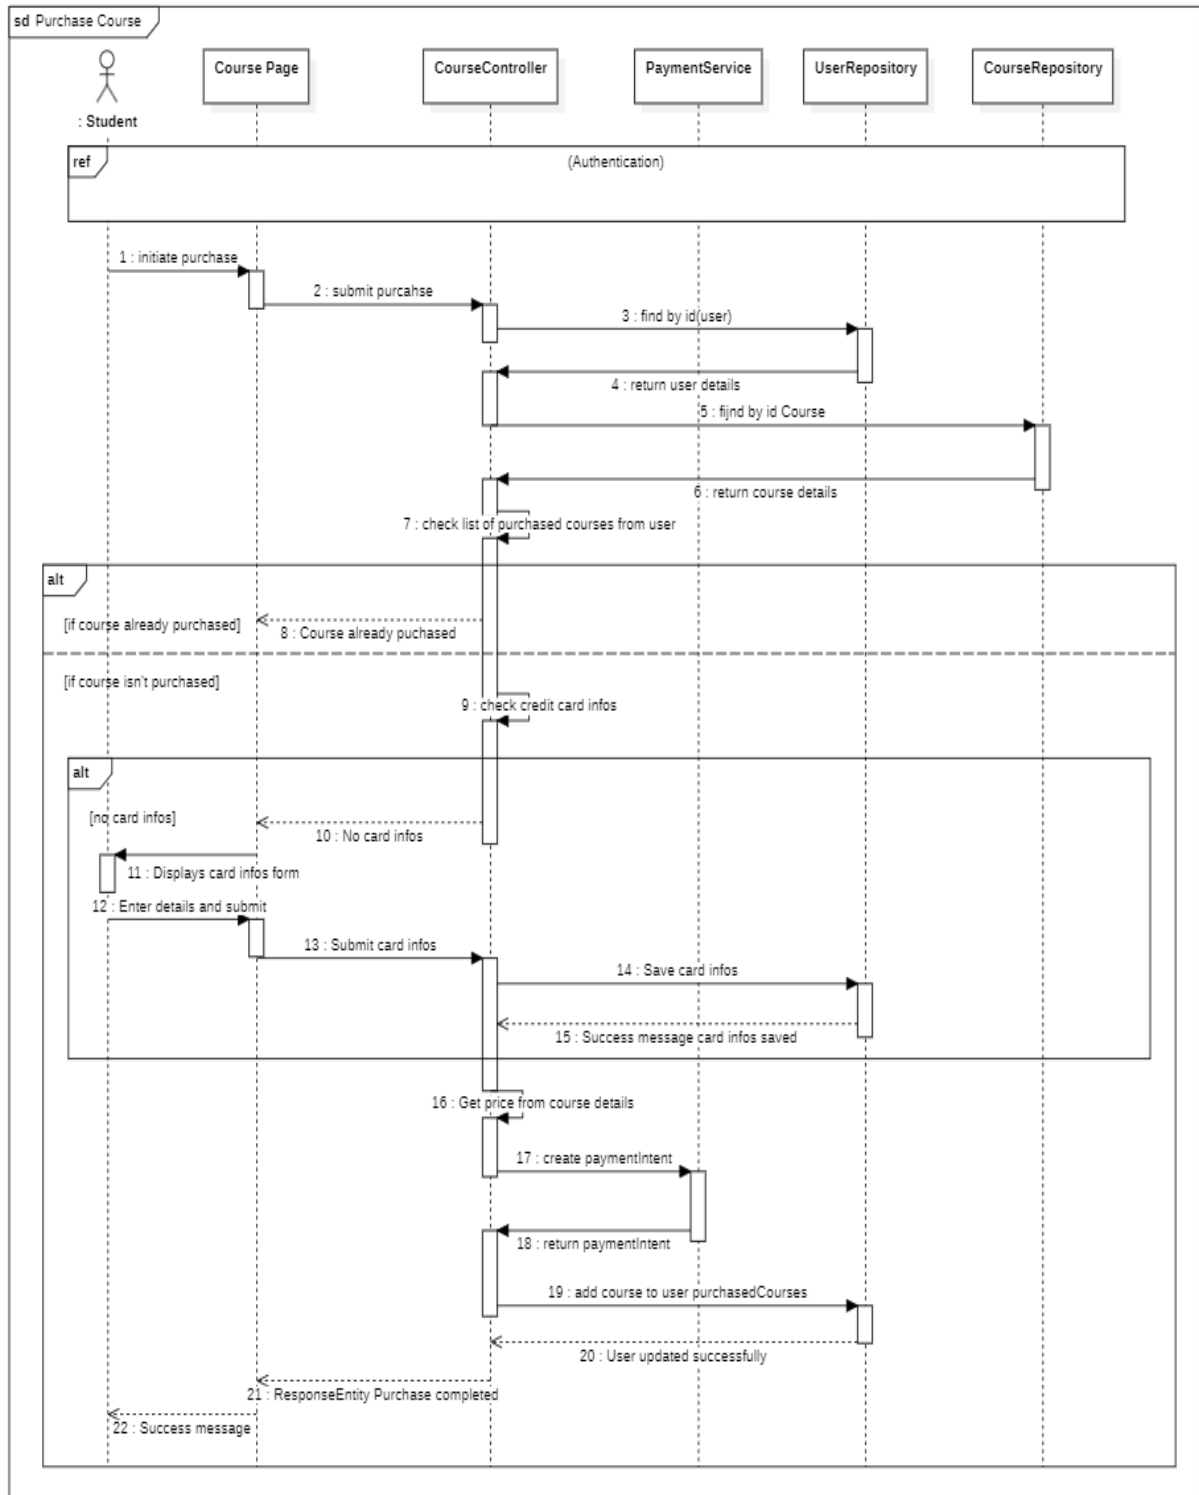 sd Purchase Course
Course Page
CourseController
PaymentService
UserRepository
CourseRepository
: Student
ref
(Authentication)
1 : initiate purchase
2 : submit purcahse
3 : find by id(user)
4 : return user details
5 : fijnd by id Course
6 : return course details
7 : check list of purchased courses from user
alt
[if course already purchased]
8 : Course already puchased
[if course isn't purchased]
9 : check credit card infos
alt
[no card infos]
10 : No card infos
11 : Displays card infos form
12 : Enter details and submit
13 : Submit card infos
14 : Save card infos
15 : Success message card infos saved
16 : Get price from course details
17 : create paymentIntent
18 : return paymentIntent
19 : add course to user purchasedCourses
20 : User updated successfully
21 : ResponseEntity Purchase completed
22 : Success message